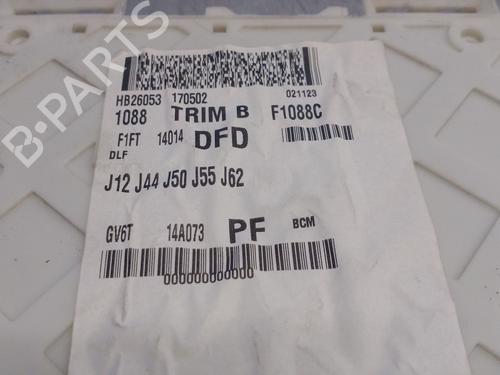 B-PARTS
HB26053 170502 021123
1088 TRIM B F1088C
F1FT 14014 DFD
DLF
J12 J44 J50 J55 J62
GV6T 14A073 PF BCM
000000000000